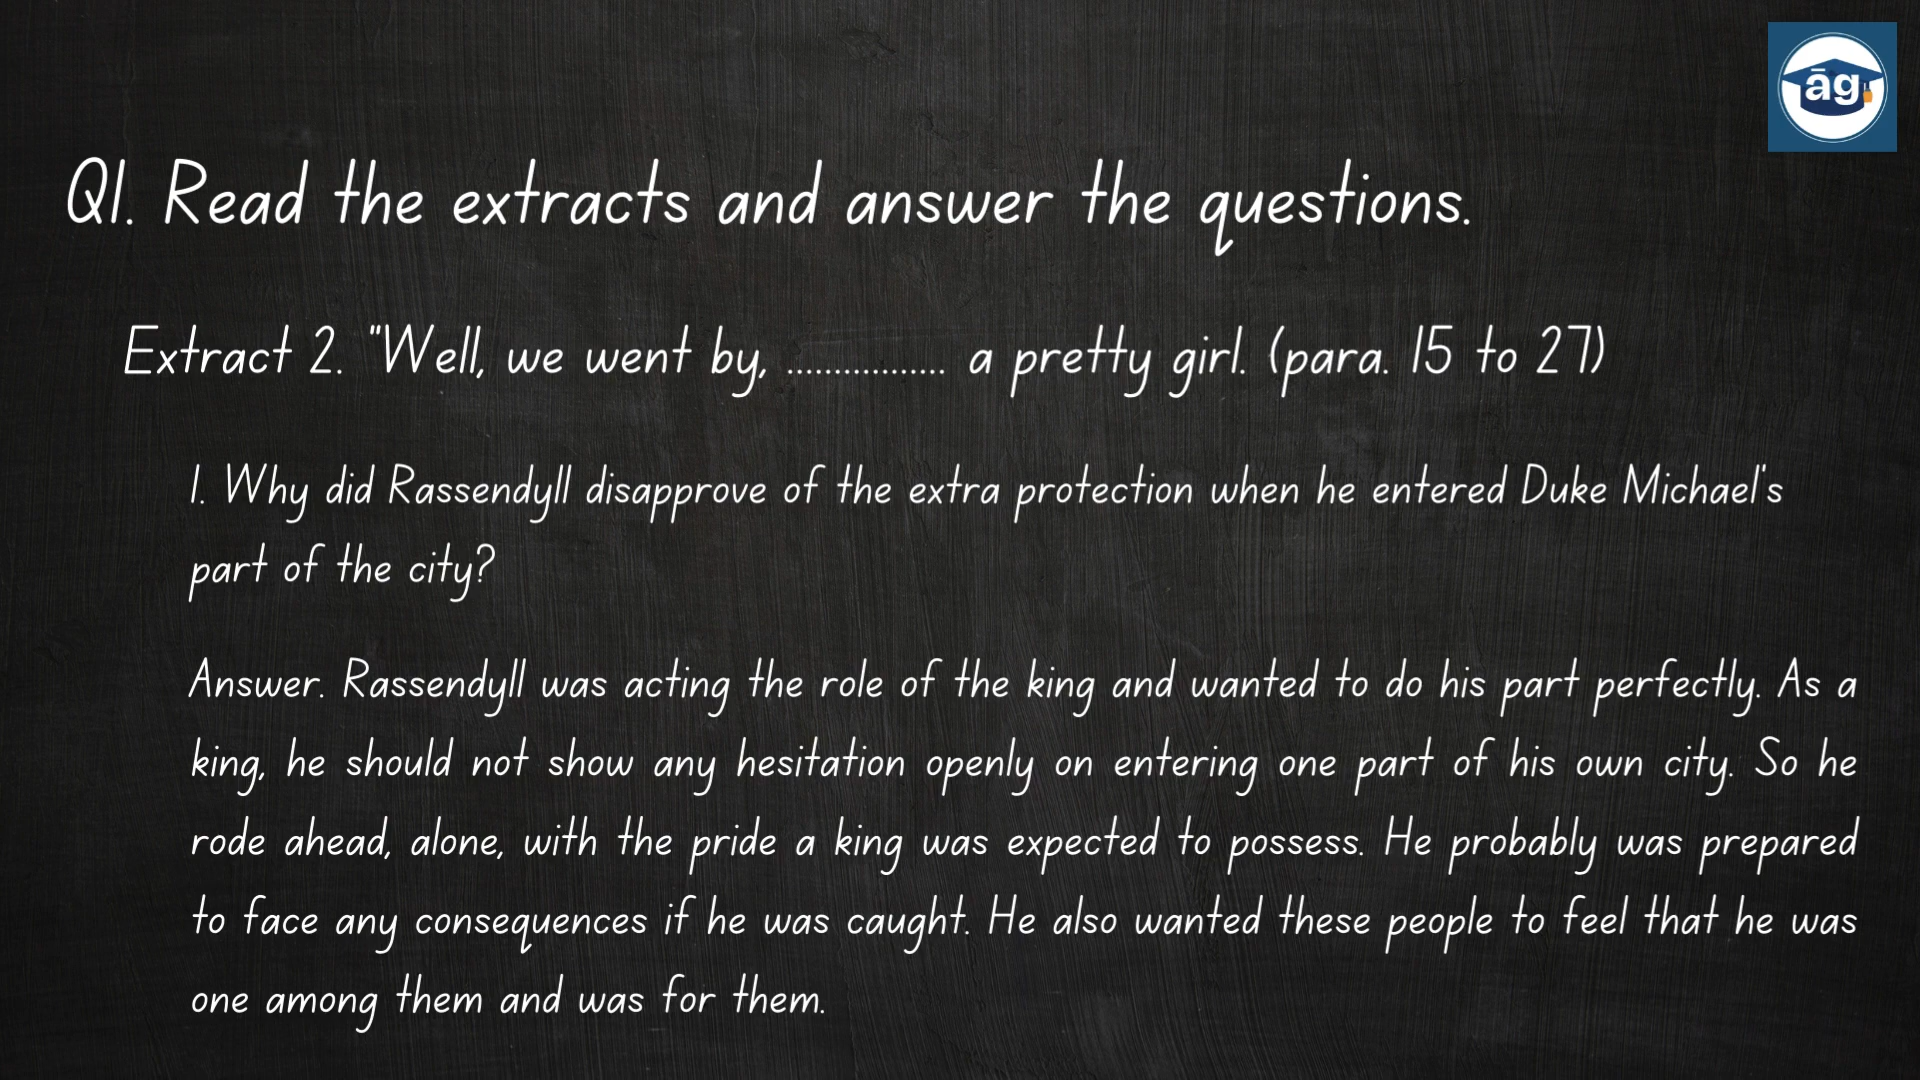 āg
Q1. Read the extracts and answer the questions.
Extract 2. "Well, we went by, ................. a pretty girl. (para. 15 to 27)
1. Why did Rassendyll disapprove of the extra protection when he entered Duke Michael's
part of the city?
Answer. Rassendyll was acting the role of the king and wanted to do his part perfectly. As a
king, he should not show any hesitation openly on entering one part of his own city. So he
rode ahead, alone, with the pride a king was expected to possess. He probably was prepared
to face any consequences if he was caught. He also wanted these people to feel that he was
one among them and was for them.